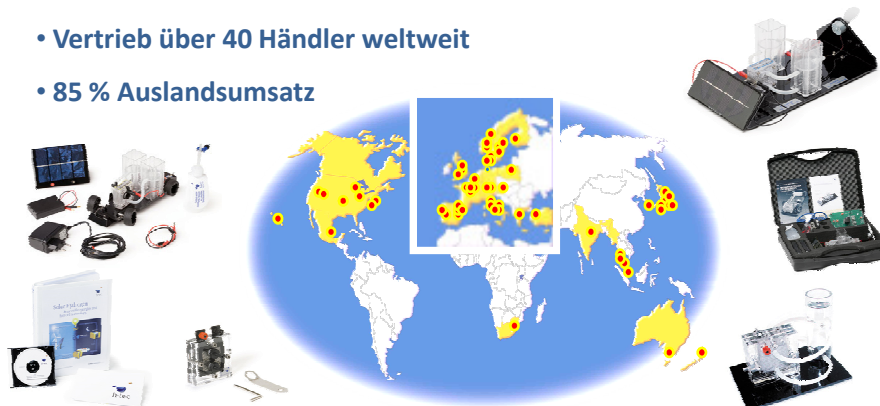 • Vertrieb über 40 Händler weltweit
• 85 % Auslandsumsatz